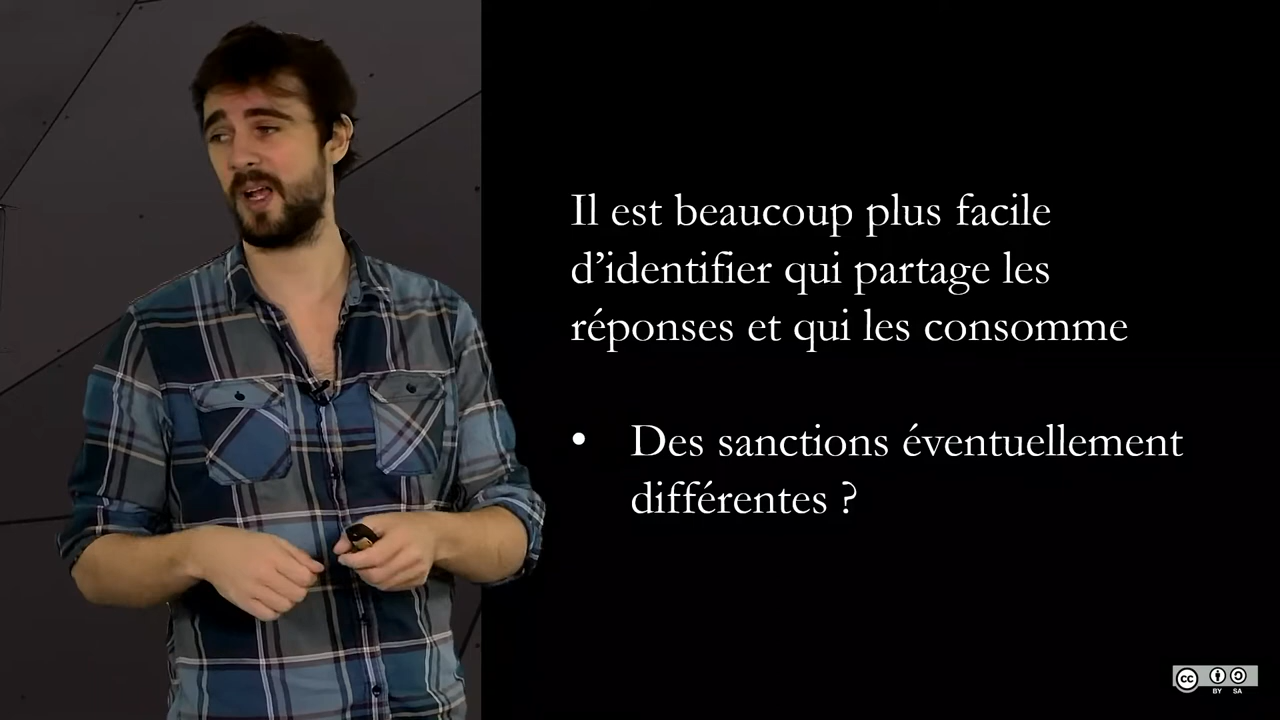 Il est beaucoup plus facile
d’identifier qui partage les
réponses et qui les consomme
• Des sanctions éventuellement
différentes ?
cc
BY SA